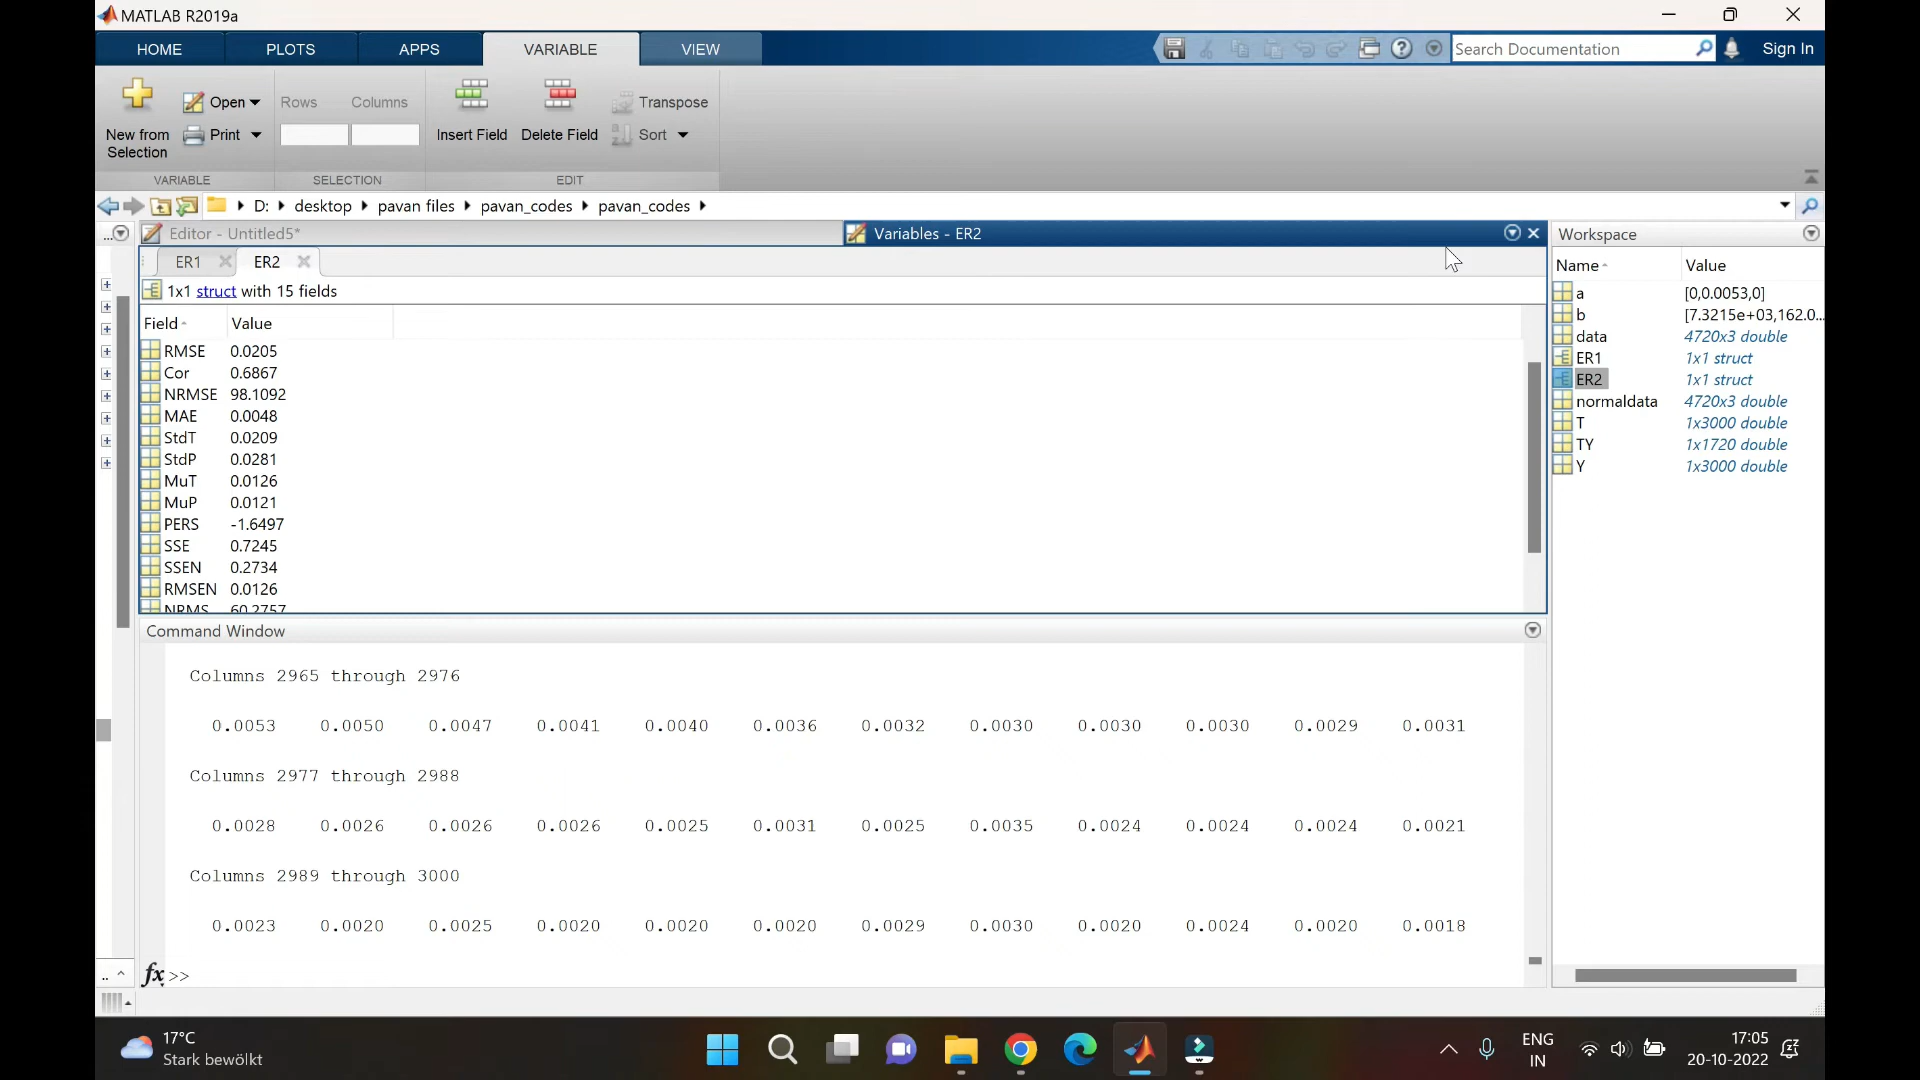 MATLAB R2019a
HOME PLOTS APPS VARIABLE VIEW
Search Documentation
Sign In
New from
Selection
Open
Print
Rows Columns
Insert Field
Delete Field
Transpose
Sort
VARIABLE SELECTION EDIT
D: desktop pavan files pavan_codes pavan_codes
Editor - Untitled5*
Variables - ER2
ER1 ER2
1x1 struct with 15 fields
Field Value
RMSE 0.0205
Cor 0.6867
NRMSE 98.1092
MAE 0.0048
StdT 0.0209
StdP 0.0281
MuT 0.0126
MuP 0.0121
PERS -1.6497
SSE 0.7245
SSEN 0.2734
RMSEN 0.0126
NRMS 60.2757
Command Window
Columns 2965 through 2976
0.0053 0.0050 0.0047 0.0041 0.0040 0.0036 0.0032 0.0030 0.0030 0.0030 0.0029 0.0031
Columns 2977 through 2988
0.0028 0.0026 0.0026 0.0026 0.0025 0.0031 0.0025 0.0035 0.0024 0.0024 0.0024 0.0021
Columns 2989 through 3000
0.0023 0.0020 0.0025 0.0020 0.0020 0.0020 0.0029 0.0030 0.0020 0.0024 0.0020 0.0018
fx >>
Workspace
Name Value
a [0,0.0053,0]
b [7.3215e+03,162.0...
data 4720x3 double
ER1 1x1 struct
ER2 1x1 struct
normaldata 4720x3 double
T 1x3000 double
TY 1x1720 double
Y 1x3000 double
17°C
Stark bewölkt
ENG
IN
17:05
20-10-2022